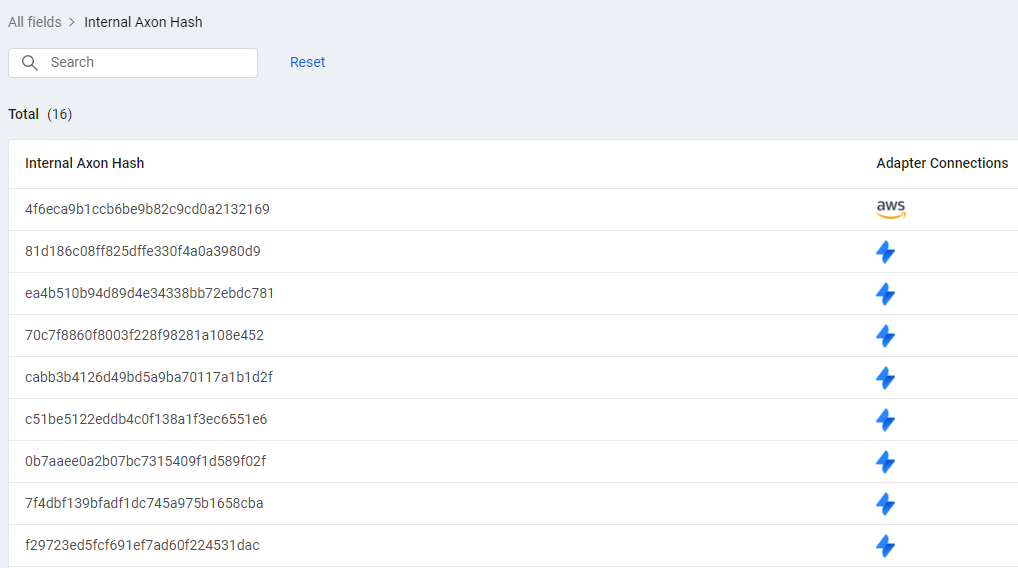 All fields > Internal Axon Hash
Search
Reset
Total (16)
Internal Axon Hash Adapter Connections
4f6eca9b1ccb6be9b82c9cd0a2132169 aws
81d186c08ff825dffe330f4a0a3980d9
ea4b510b94d89d4e34338bb72ebdc781
70c7f8860f8003f228f98281a108e452
cabb3b4126d49bd5a9ba70117a1b1d2f
c51be5122eddb4c0f138a1f3ec6551e6
0b7aaee0a2b07bc7315409f1d589f02f
7f4dbf139bfadf1dc745a975b1658cba
f29723ed5fcf691ef7ad60f224531dac